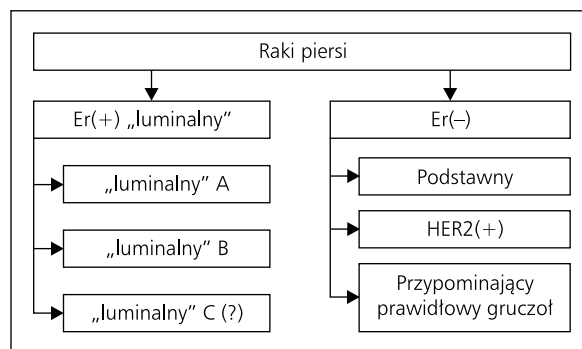 Raki piersi
Er(+) „luminalny”
Er(–)
„luminalny” A
„luminalny” B
„luminalny” C (?)
Podstawny
HER2(+)
Przypominający
prawidłowy gruczoł